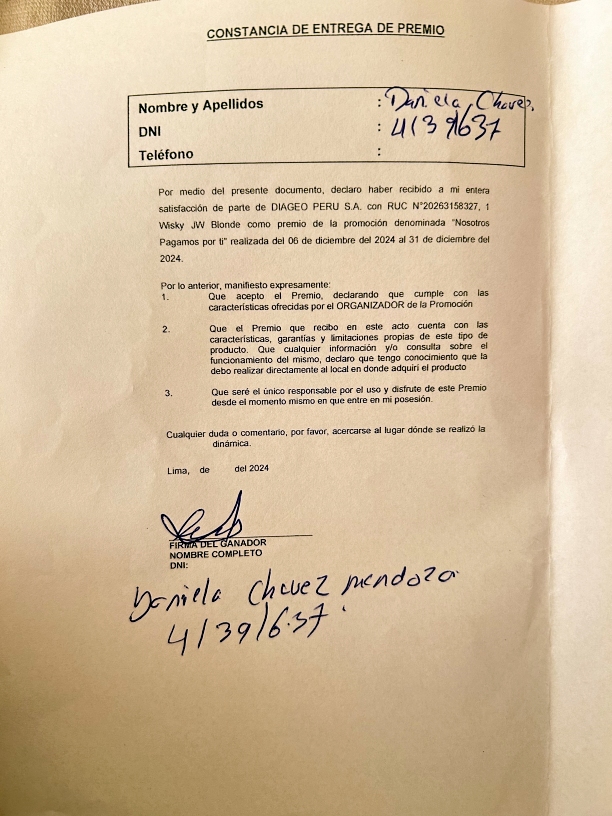 CONSTANCIA DE ENTREGA DE PREMIO
Nombre y Apellidos : Daniela Chavez
DNI : 41391637
Teléfono :
Por medio del presente documento, declaro haber recibido a mi entera
satisfacción de parte de DIAGEO PERU S.A. con RUC N°20263158327, 1
Wisky JW Blonde como premio de la promoción denominada "Nosotros
Pagamos por ti" realizada del 06 de diciembre del 2024 al 31 de diciembre del
2024.
Por lo anterior, manifiesto expresamente:
1. Que acepto el Premio, declarando que cumple con las
características ofrecidas por el ORGANIZADOR de la Promoción
2. Que el Premio que recibo en este acto cuenta con las
características, garantías y limitaciones propias de este tipo de
producto. Que cualquier información y/o consulta sobre el
funcionamiento del mismo, declaro que tengo conocimiento que la
debo realizar directamente al local en donde adquirí el producto
3. Que seré el único responsable por el uso y disfrute de este Premio
desde el momento mismo en que entre en mi posesión.
Cualquier duda o comentario, por favor, acercarse al lugar dónde se realizó la
dinámica.
Lima, de del 2024
FIRMA DEL GANADOR
NOMBRE COMPLETO
DNI:
Daniela Chavez Mendoza
41391637